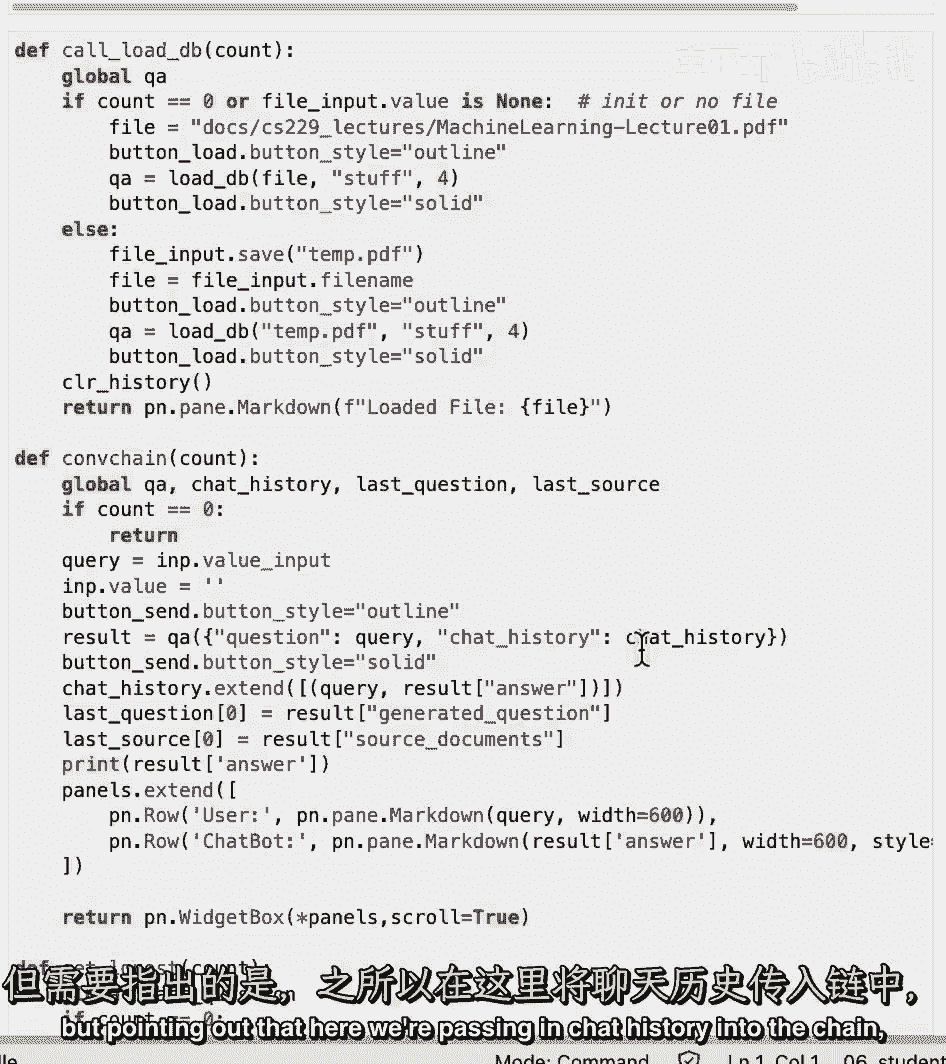 def call_load_db(count):
    global qa
    if count == 0 or file_input.value is None:  # init or no file
        file = "docs/cs229_lectures/MachineLearning-Lecture01.pdf"
        button_load.button_style="outline"
        qa = load_db(file, "stuff", 4)
        button_load.button_style="solid"
    else:
        file_input.save("temp.pdf")
        file = file_input.filename
        button_load.button_style="outline"
        qa = load_db("temp.pdf", "stuff", 4)
        button_load.button_style="solid"
    clr_history()
    return pn.pane.Markdown(f"Loaded File: {file}")
def convchain(count):
    global qa, chat_history, last_question, last_source
    if count == 0:
        return
    query = inp.value_input
    inp.value = ''
    button_send.button_style="outline"
    result = qa({"question": query, "chat_history": chat_history})
    button_send.button_style="solid"
    chat_history.extend([(query, result["answer"])])
    last_question[0] = result["generated_question"]
    last_source[0] = result["source_documents"]
    print(result['answer'])
    panels.extend([
        pn.Row('User:', pn.pane.Markdown(query, width=600)),
        pn.Row('ChatBot:', pn.pane.Markdown(result['answer'], width=600, style=
    ])
    return pn.WidgetBox(*panels,scroll=True)
def (count):
但需要指出的是，之所以在这里将聊天历史传入链中，
    if count == 0:
but pointing out that here we're passing in chat history into the chain,
Mode: Command Ln 1, Col 1 06_student